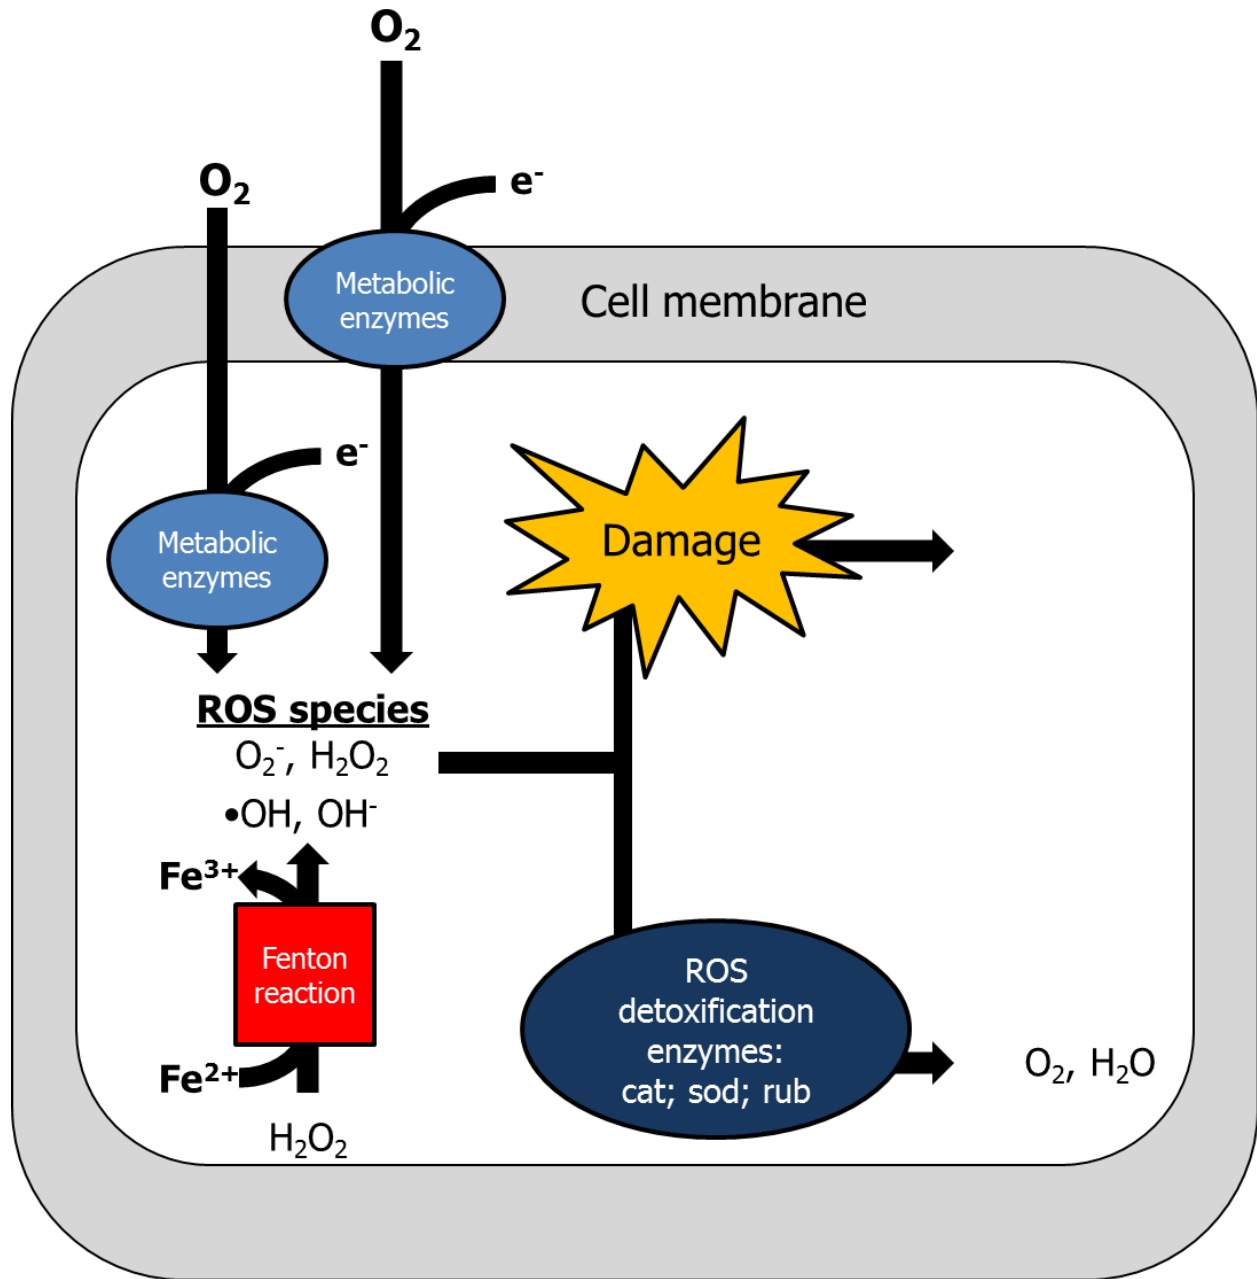 O₂
O₂
e⁻
Metabolic
enzymes
Cell membrane
e⁻
Metabolic
enzymes
Damage
ROS species
O₂⁻, H₂O₂
•OH, OH⁻
Fe³⁺
Fenton
reaction
Fe²⁺
H₂O₂
ROS
detoxification
enzymes:
cat; sod; rub
O₂, H₂O